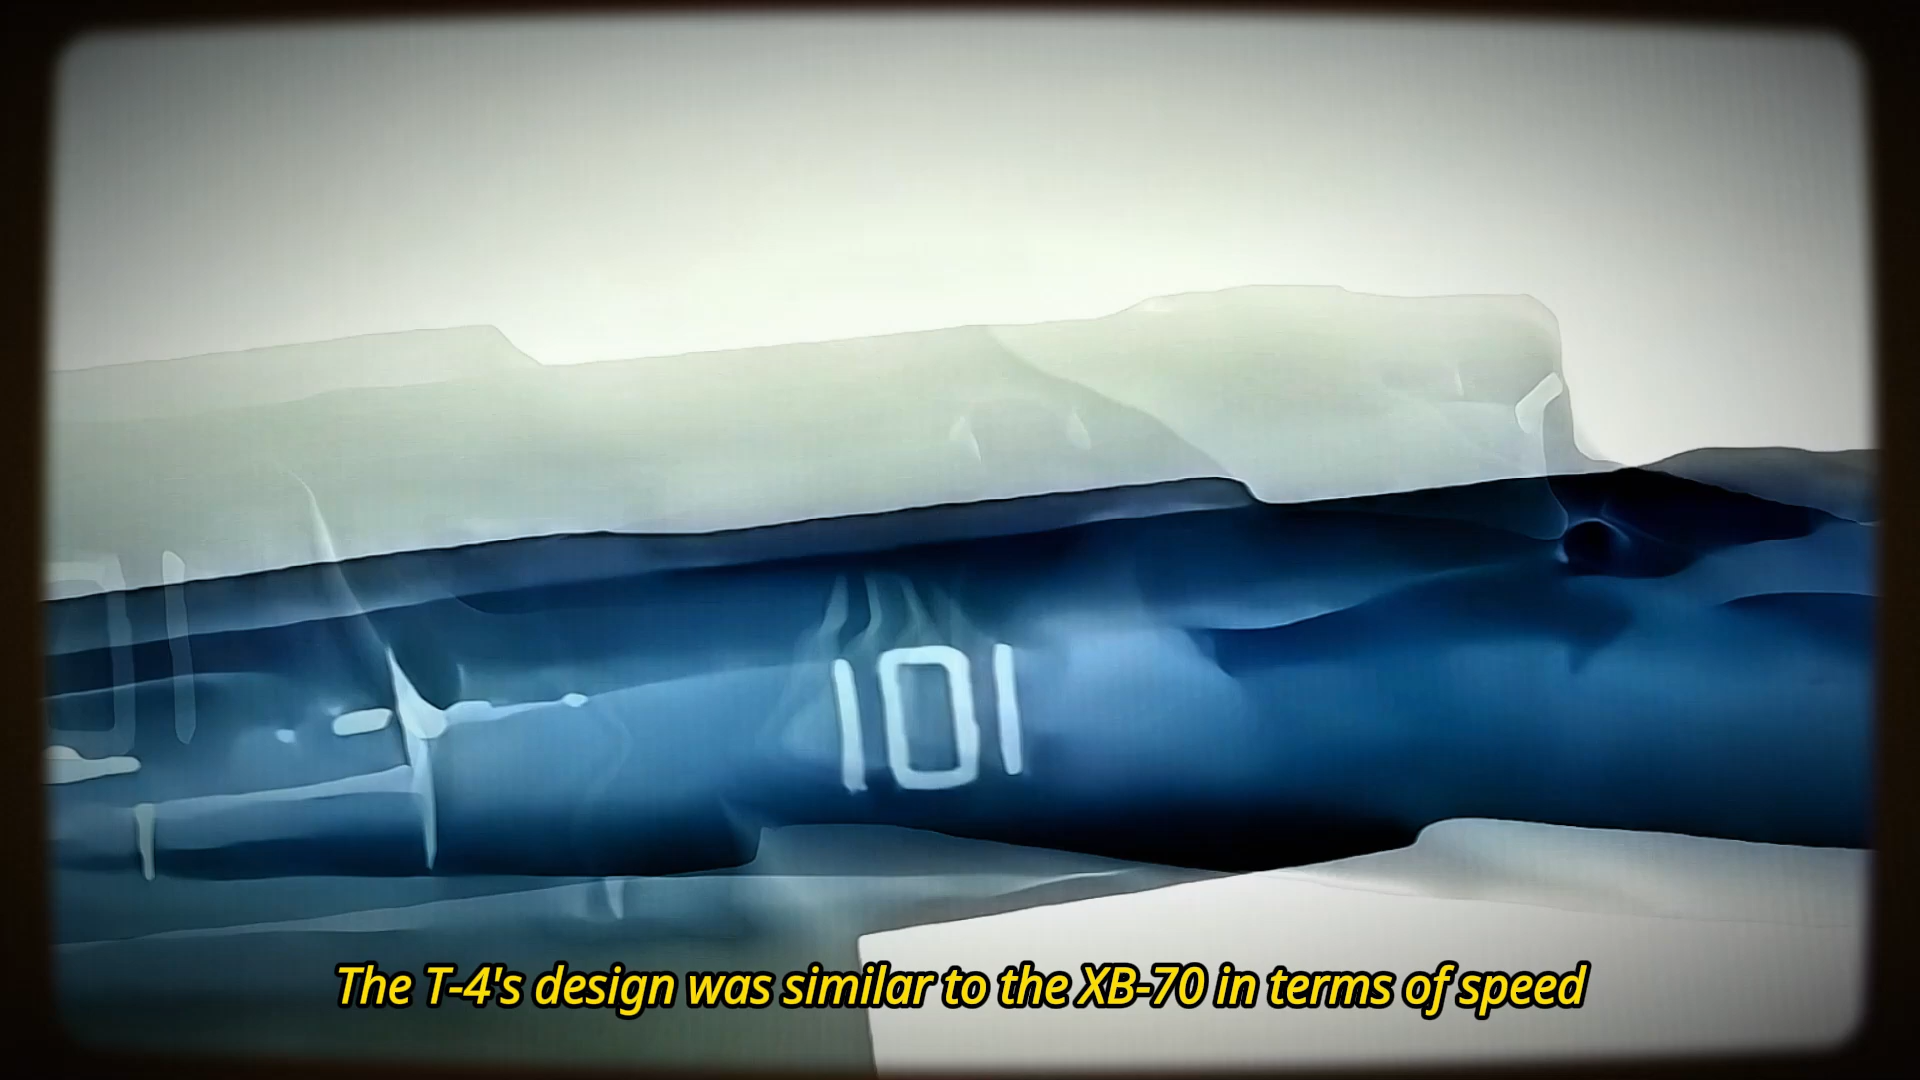 101
The T-4's design was similar to the XB-70 in terms of speed